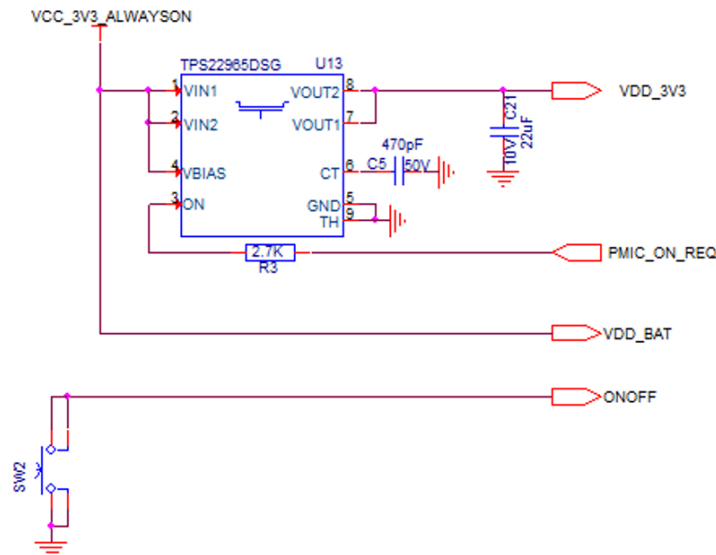 VCC_3V3_ALWAYSON
TPS22965DSG
U13
1
VIN1
VOUT2
8
VDD_3V3
C21
22uF
10V
2
VIN2
VOUT1
7
470pF
4
VBIAS
CT
6
C5
50V
3
ON
GND
5
TH
9
2.7K
R3
PMIC_ON_REQ
VDD_BAT
ONOFF
SW2